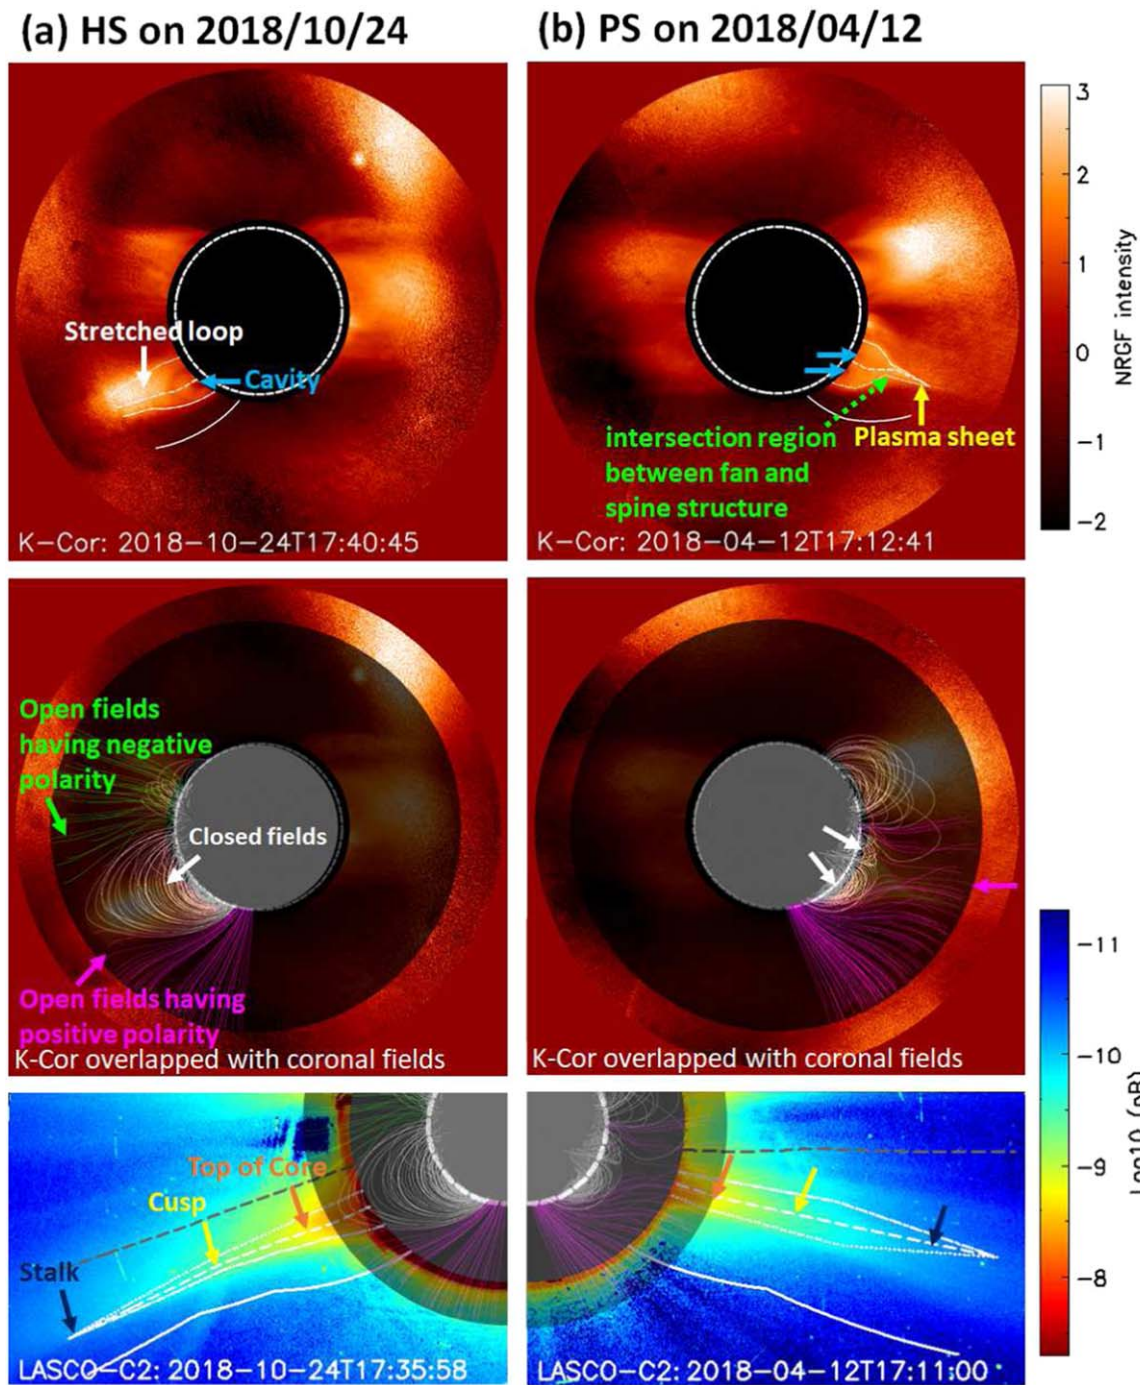 (a) HS on 2018/10/24
(b) PS on 2018/04/12
Stretched loop
Cavity
K-Cor: 2018-10-24T17:40:45
intersection region
between fan and
spine structure
Plasma sheet
K-Cor: 2018-04-12T17:12:41
3
2
1
0
-1
-2
NRGF intensity
Open fields
having negative
polarity
Closed fields
Open fields having
positive polarity
K-Cor overlapped with coronal fields
K-Cor overlapped with coronal fields
Top of Core
Cusp
Stalk
LASCO-C2: 2018-10-24T17:35:58
LASCO-C2: 2018-04-12T17:11:00
-11
-10
-9
-8
Log10 (pB)